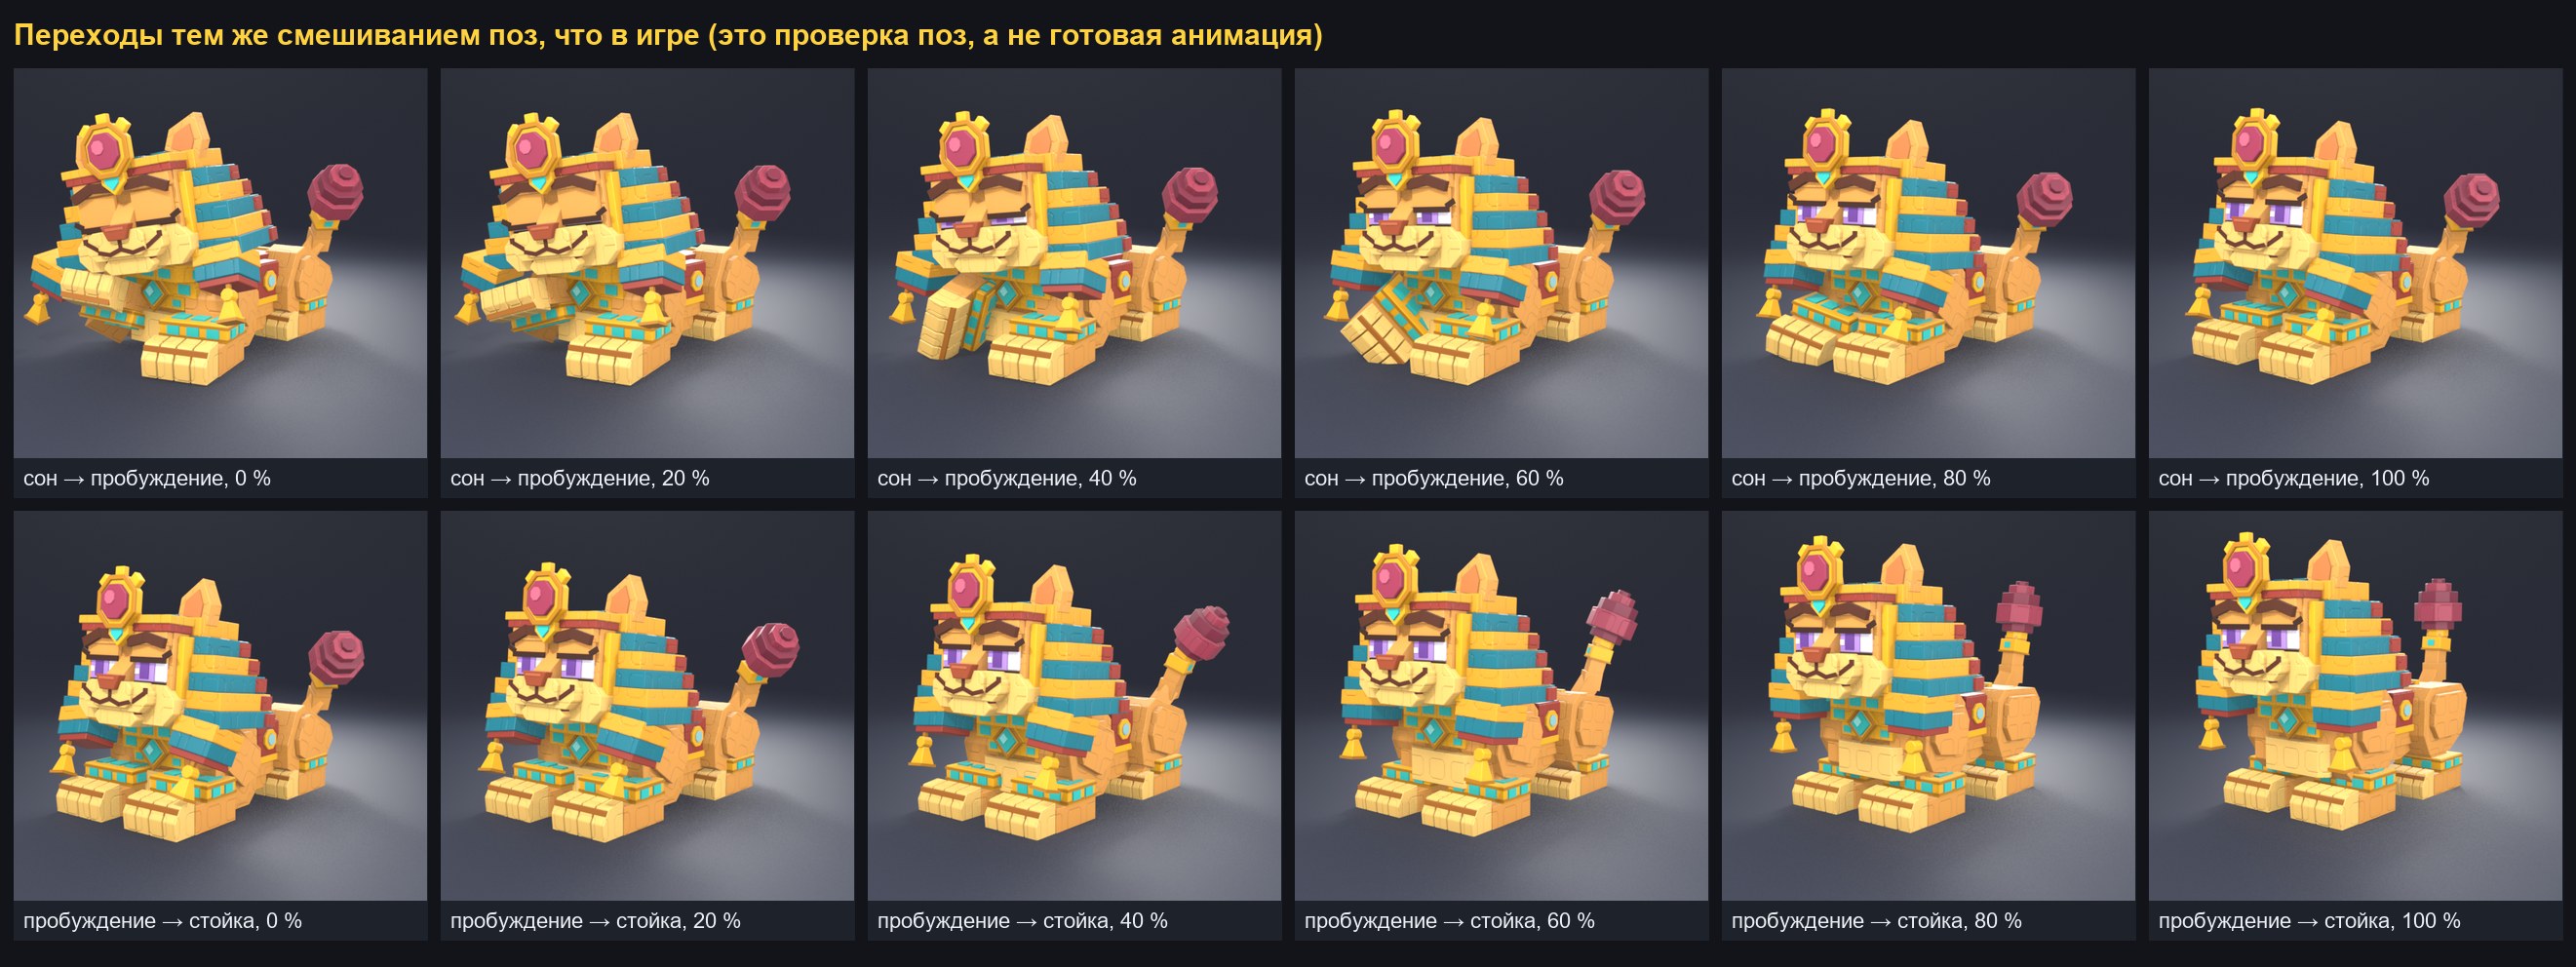 Переходы тем же смешиванием поз, что в игре (это проверка поз, а не готовая анимация)
сон → пробуждение, 0 %
сон → пробуждение, 20 %
сон → пробуждение, 40 %
сон → пробуждение, 60 %
сон → пробуждение, 80 %
сон → пробуждение, 100 %
пробуждение → стойка, 0 %
пробуждение → стойка, 20 %
пробуждение → стойка, 40 %
пробуждение → стойка, 60 %
пробуждение → стойка, 80 %
пробуждение → стойка, 100 %